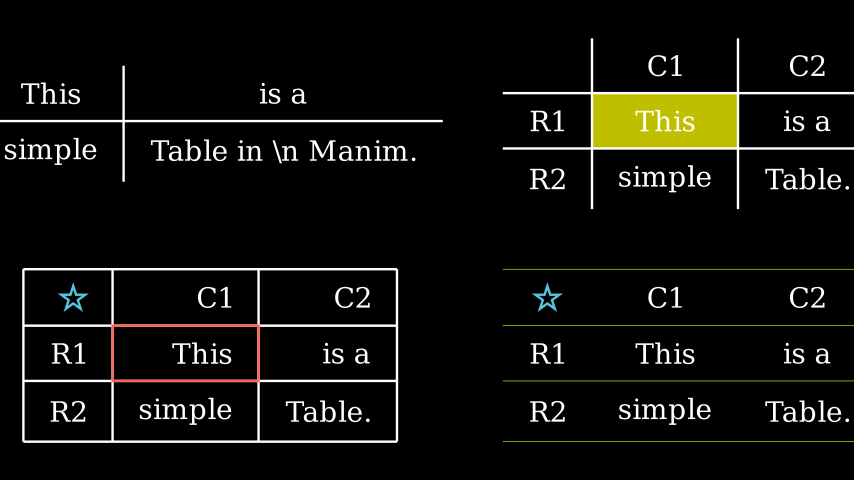 This is a
simple Table in \n Manim.
C1 C2
R1 This is a
R2 simple Table.
C1 C2
R1 This is a
R2 simple Table.
C1 C2
R1 This is a
R2 simple Table.